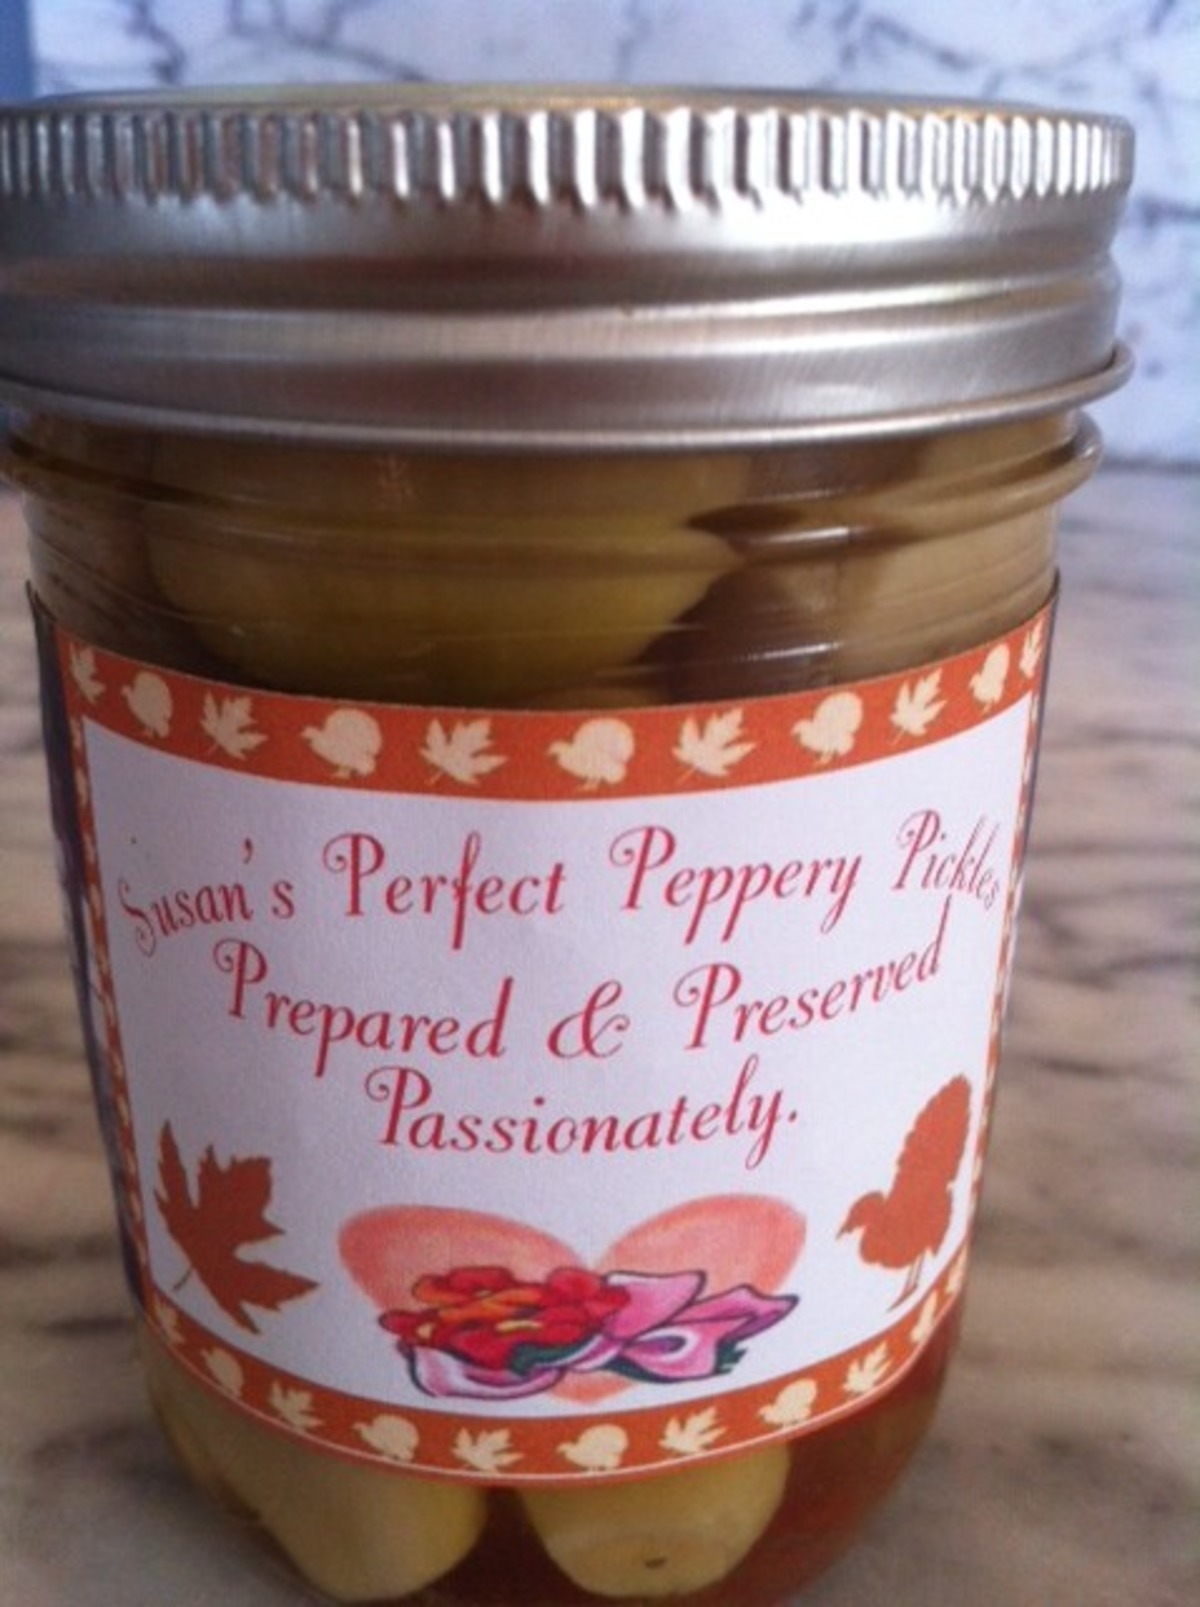 Susan's Perfect Peppery Pickles
Prepared & Preserved
Passionately.